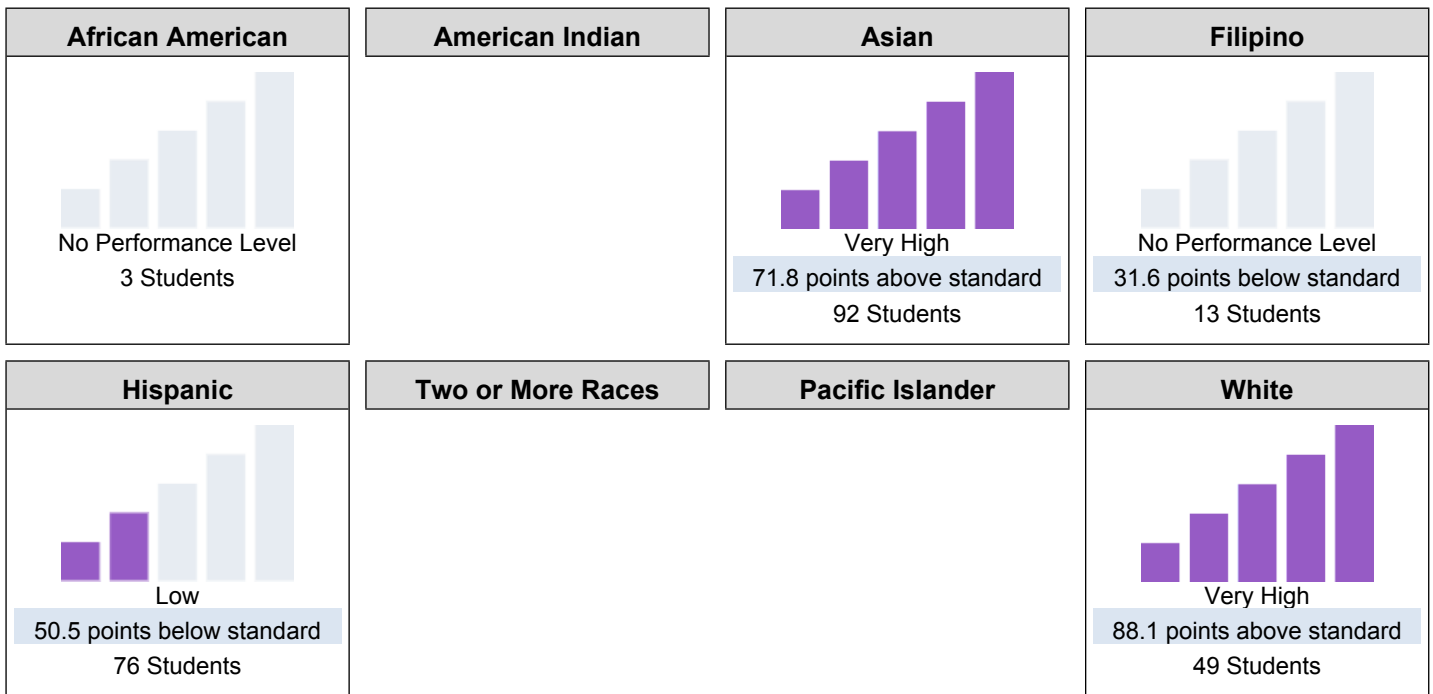 African American
No Performance Level
3 Students
American Indian
Asian
Very High
71.8 points above standard
92 Students
Filipino
No Performance Level
31.6 points below standard
13 Students
Hispanic
Low
50.5 points below standard
76 Students
Two or More Races
Pacific Islander
White
Very High
88.1 points above standard
49 Students